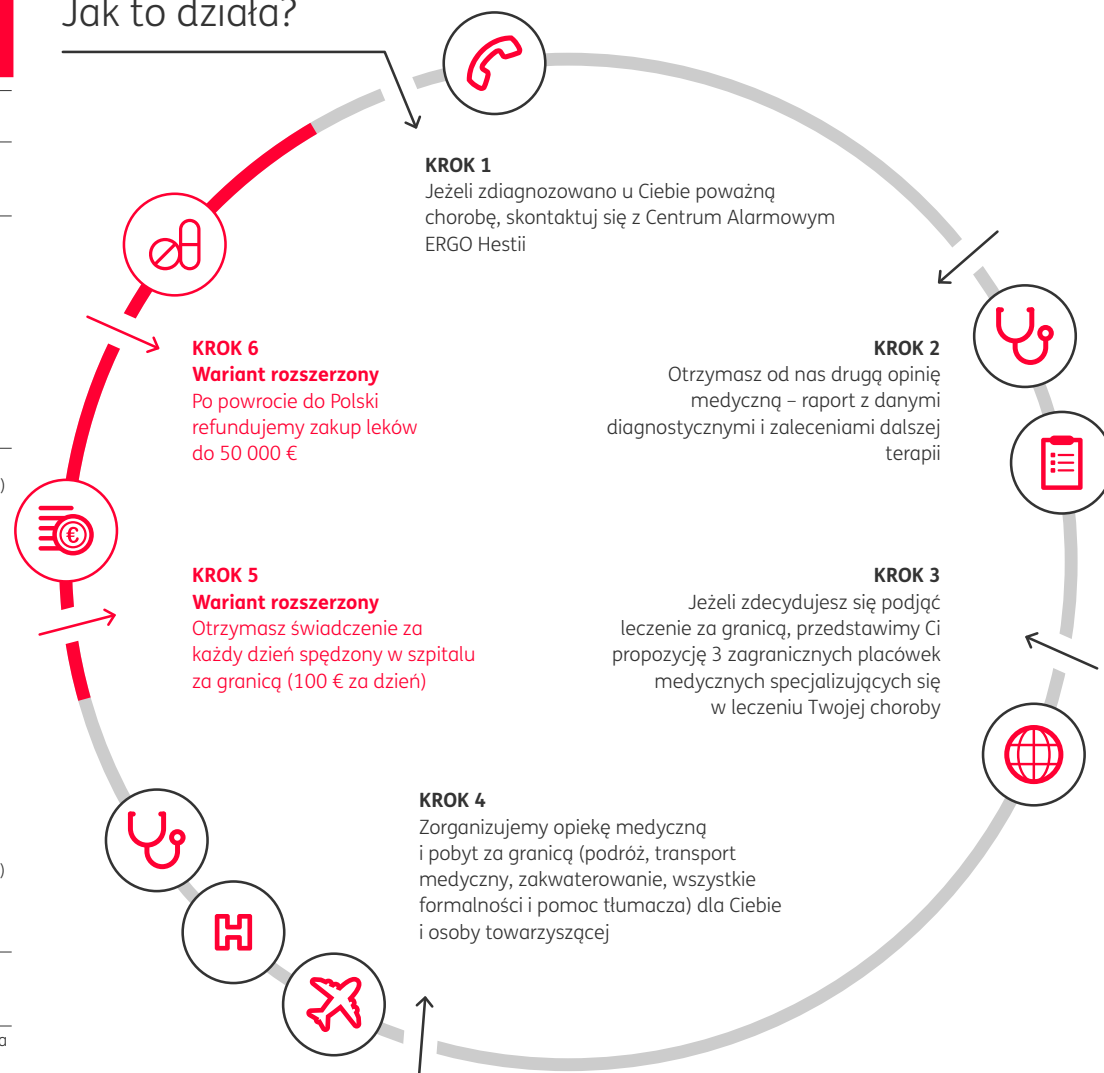 Jak to działa?
KROK 1
Jeżeli zdiagnozowano u Ciebie poważną
chorobę, skontaktuj się z Centrum Alarmowym
ERGO Hestii
KROK 2
Otrzymasz od nas drugą opinię
medyczną – raport z danymi
diagnostycznymi i zaleceniami dalszej
terapii
KROK 3
Jeżeli zdecydujesz się podjąć
leczenie za granicą, przedstawimy Ci
propozycję 3 zagranicznych placówek
medycznych specjalizujących się
w leczeniu Twojej choroby
KROK 4
Zorganizujemy opiekę medyczną
i pobyt za granicą (podróż, transport
medyczny, zakwaterowanie, wszystkie
formalności i pomoc tłumacza) dla Ciebie
i osoby towarzyszącej
KROK 5
Wariant rozszerzony
Otrzymasz świadczenie za
każdy dzień spędzony w szpitalu
za granicą (100 € za dzień)
KROK 6
Wariant rozszerzony
Po powrocie do Polski
refundujemy zakup leków
do 50 000 €
€
H
)
)
a